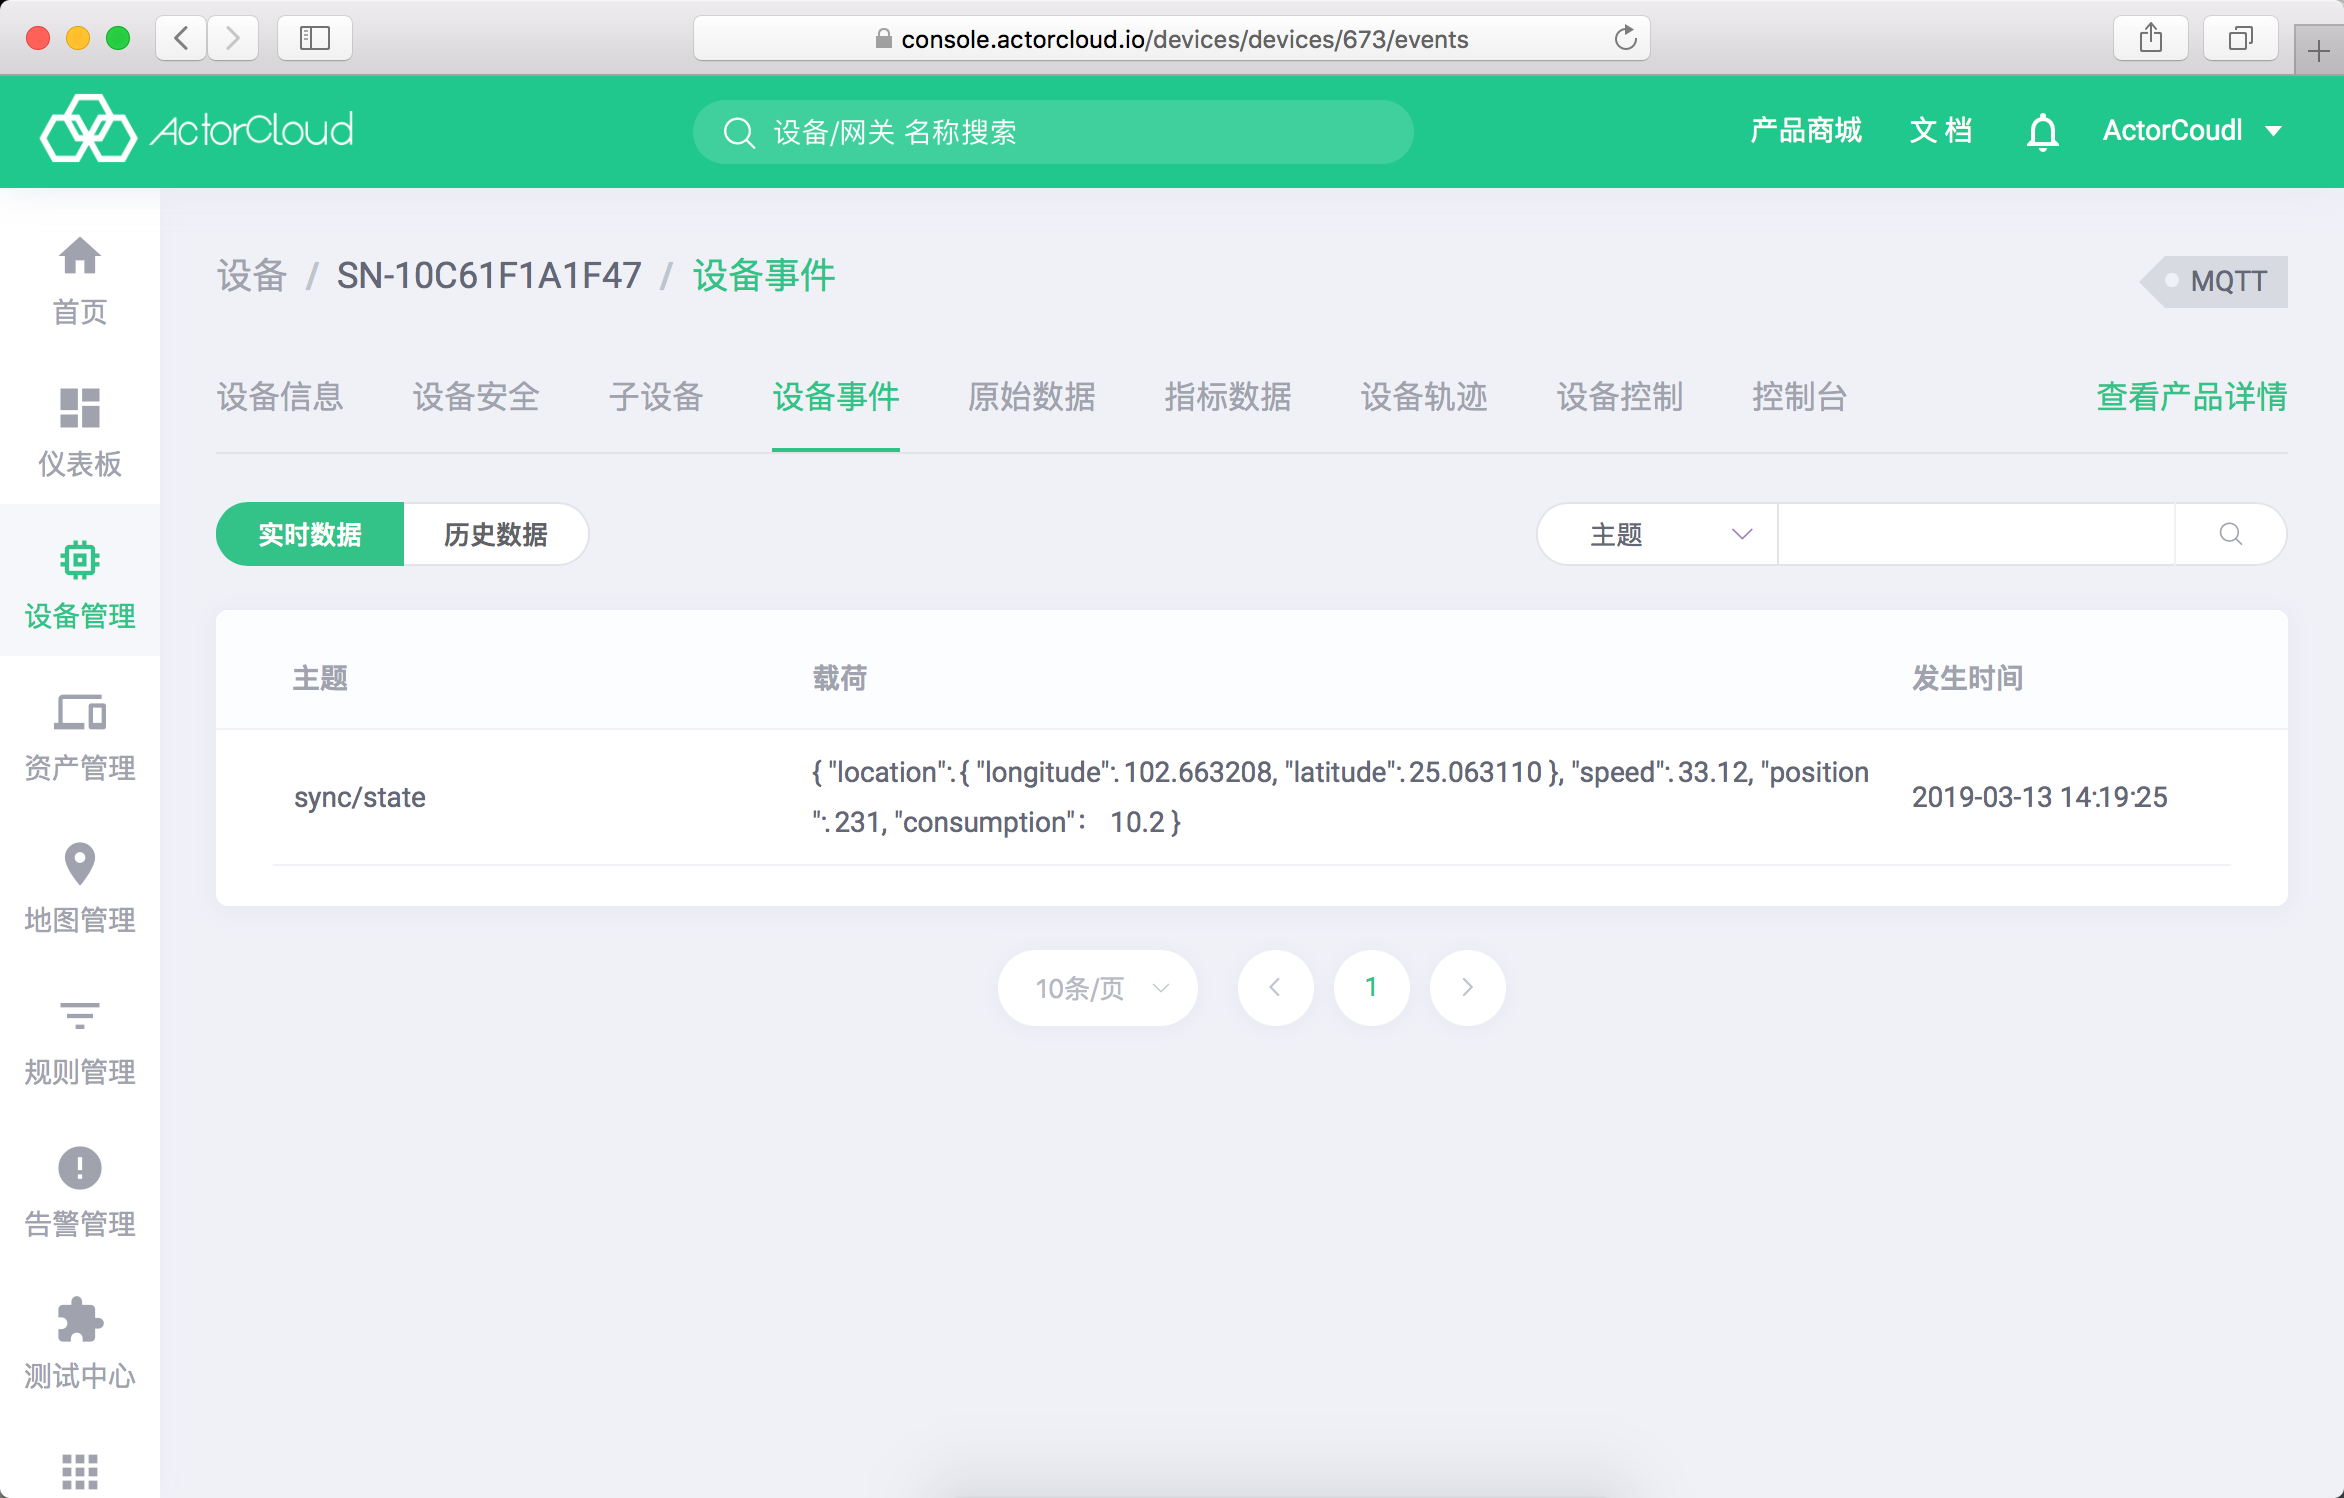 console.actorcloud.io/devices/devices/673/events
ActorCloud
设备/网关 名称搜索
产品商城
文 档
ActorCoudl
首页
仪表板
设备管理
资产管理
地图管理
规则管理
告警管理
测试中心
设备 / SN-10C61F1A1F47 / 设备事件
MQTT
设备信息 设备安全 子设备 设备事件 原始数据 指标数据 设备轨迹 设备控制 控制台 查看产品详情
实时数据 历史数据
主题
主题 载荷 发生时间
sync/state
{ "location": { "longitude": 102.663208, "latitude": 25.063110 }, "speed": 33.12, "position
": 231, "consumption"： 10.2 }
2019-03-13 14:19:25
10条/页
1